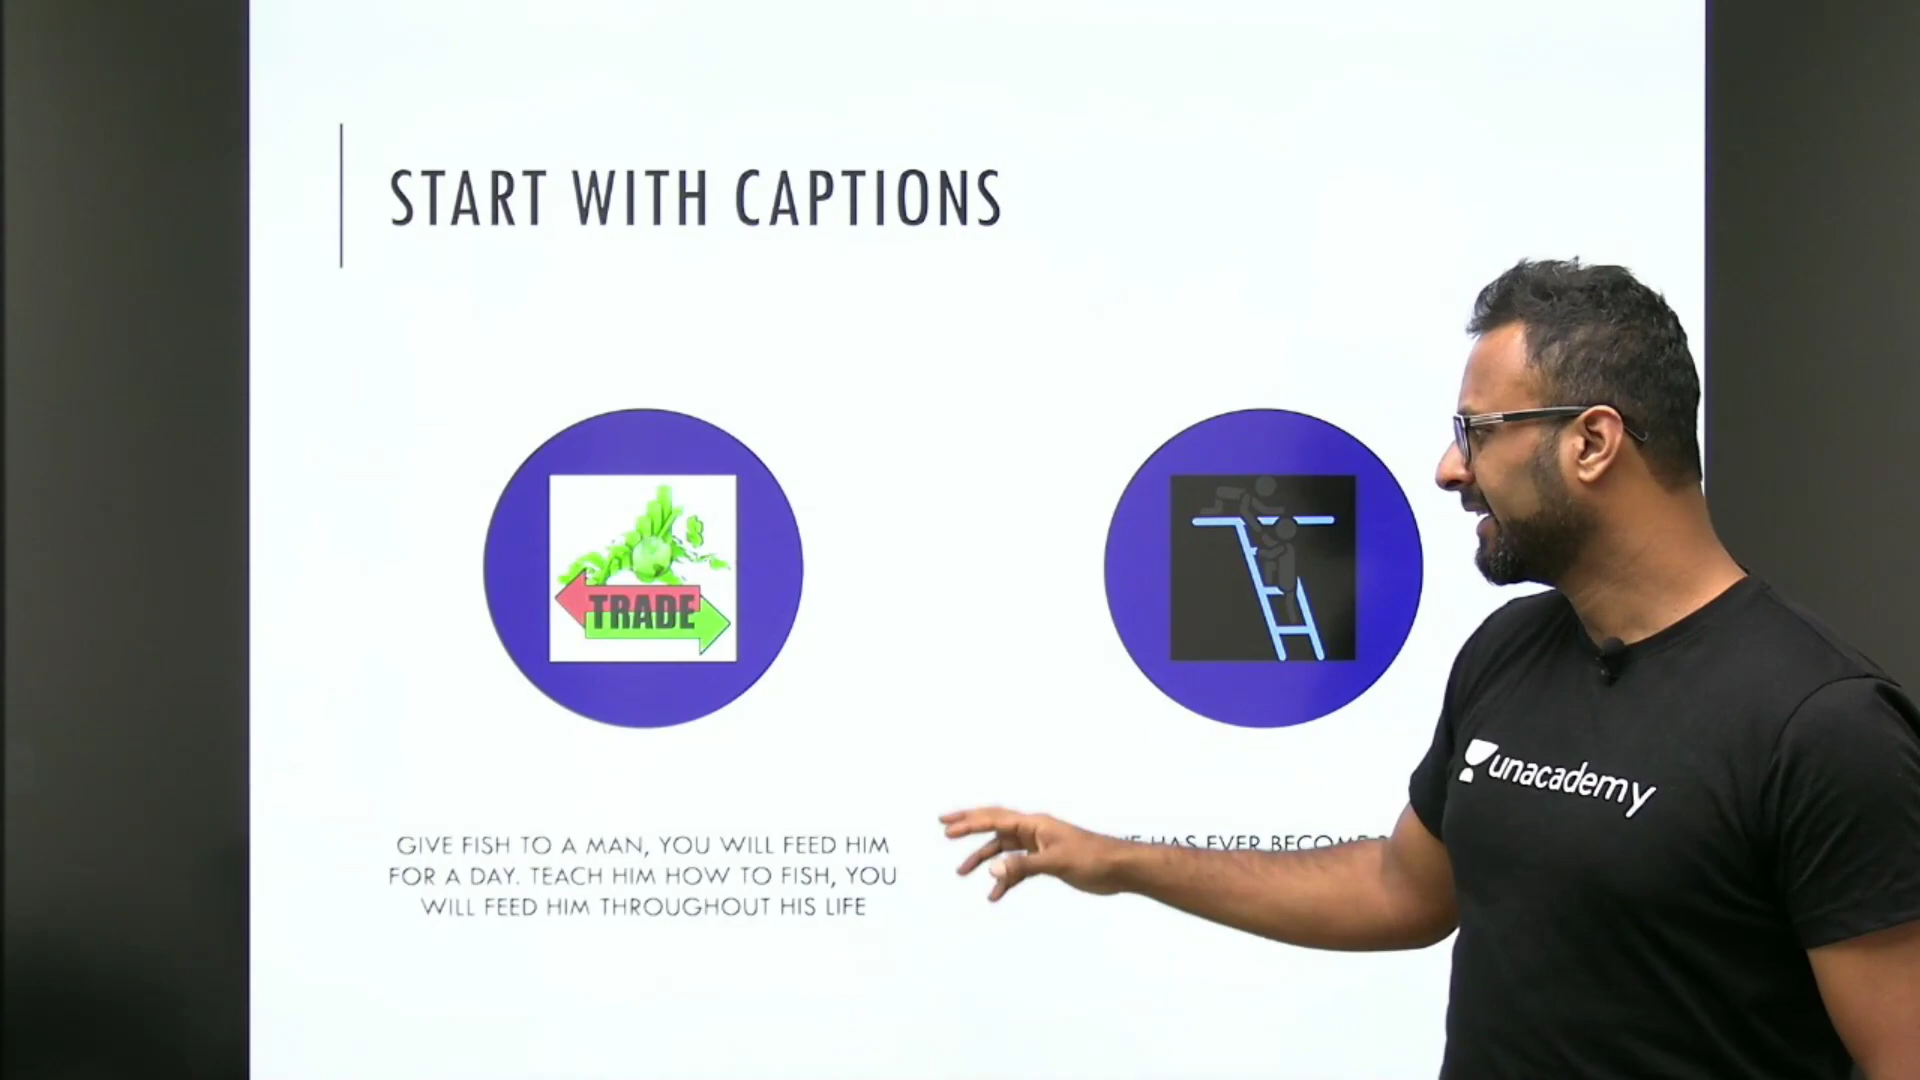 START WITH CAPTIONS
TRADE
$
GIVE FISH TO A MAN, YOU WILL FEED HIM
FOR A DAY. TEACH HIM HOW TO FISH, YOU
WILL FEED HIM THROUGHOUT HIS LIFE
HAS EVER BECOME
unacademy